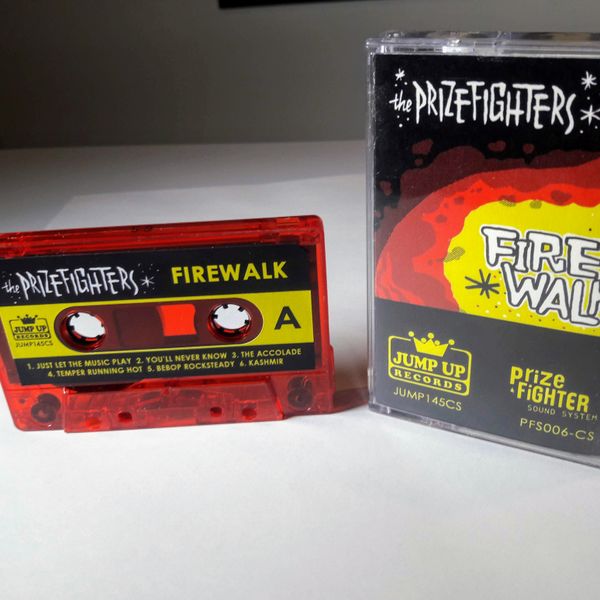 the PRIZEFIGHTERS
FIREWALK
A
JUMP UP
RECORDS
JUMP145CS
1. JUST LET THE MUSIC PLAY 2. YOU'LL NEVER KNOW 3. THE ACCOLADE
4. TEMPER RUNNING HOT 5. BEBOP ROCKSTEADY 6. KASHMIR
the PRIZEFIGHTERS
FIRE
WALK
JUMP UP
RECORDS
JUMP145CS
PRIZE
FIGHTER
SOUND SYSTEM
PFS006-CS